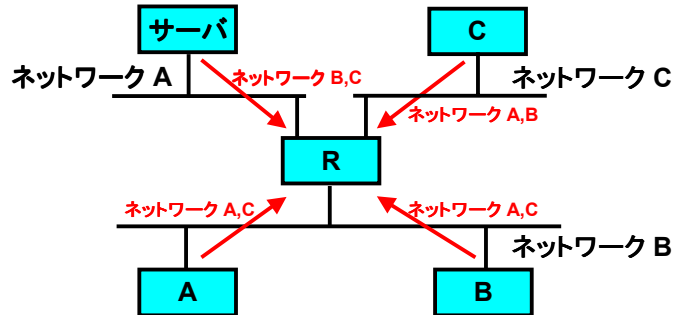 サーバ
C
ネットワーク A
ネットワーク B,C
ネットワーク C
ネットワーク A,B
R
ネットワーク A,C
ネットワーク A,C
ネットワーク B
A
B